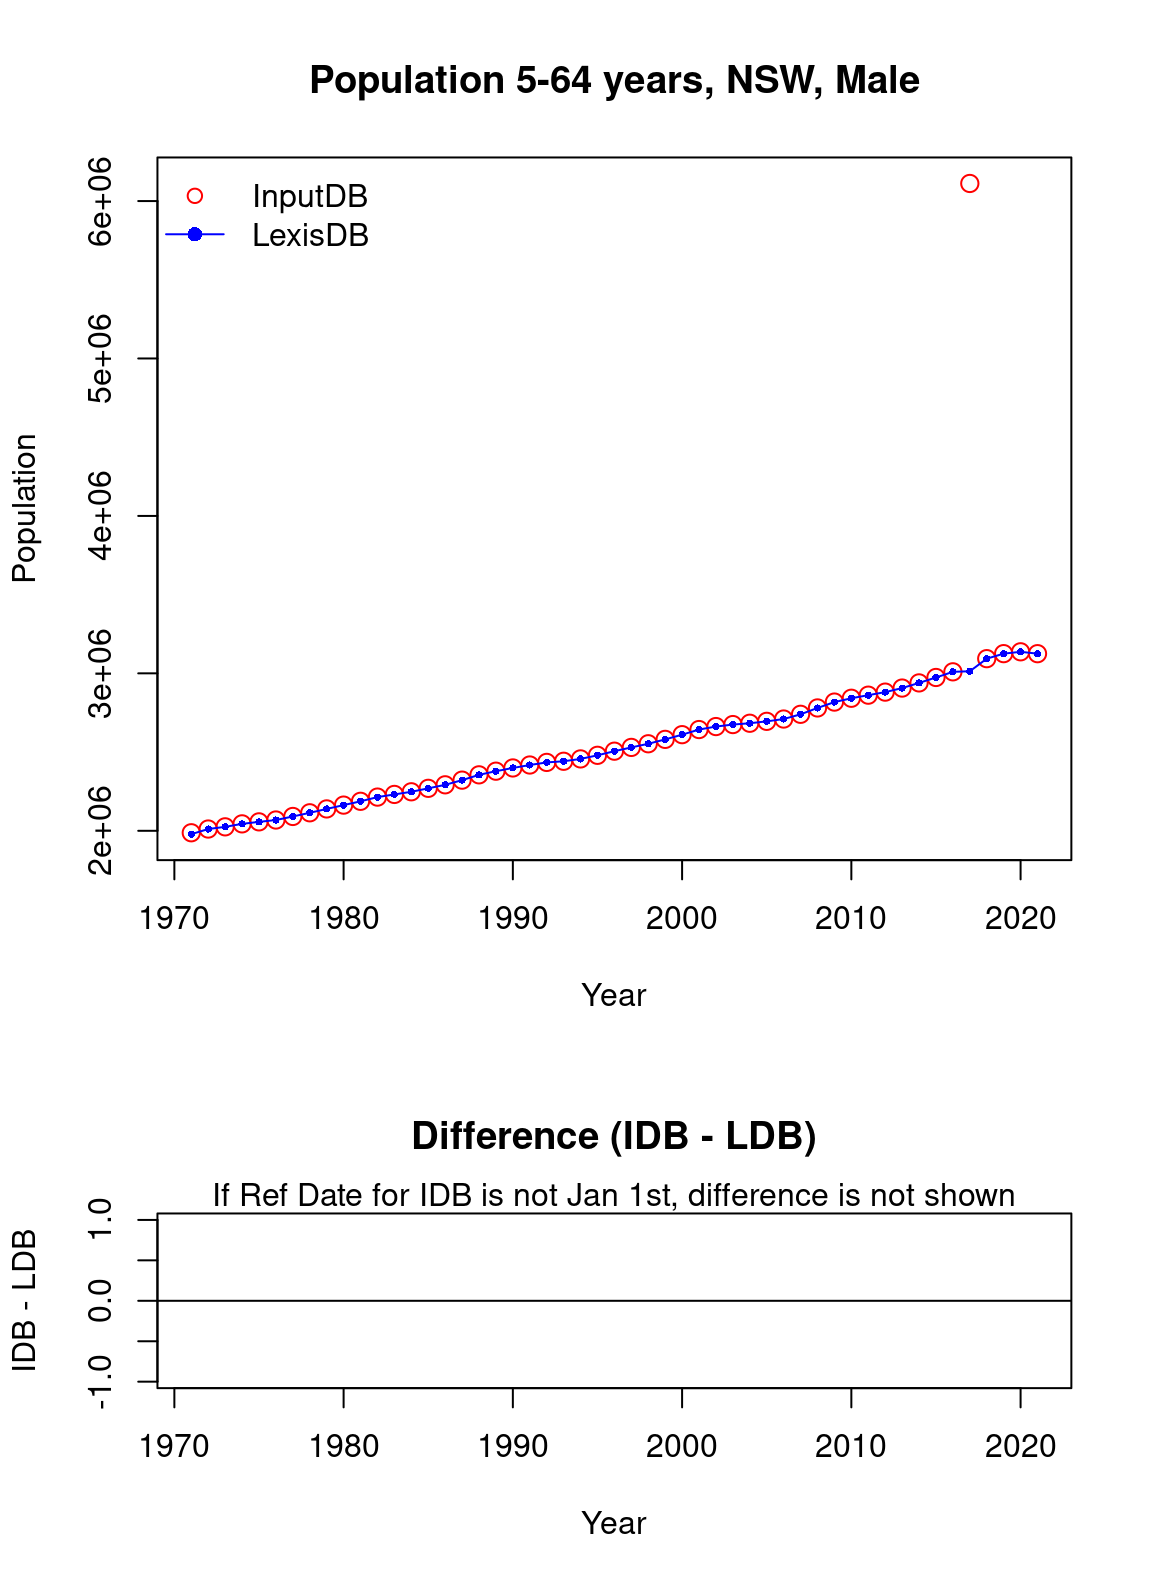 Population 5-64 years, NSW, Male
InputDB
LexisDB
6e+06
5e+06
4e+06
3e+06
2e+06
Population
1970 1980 1990 2000 2010 2020
Year
Difference (IDB - LDB)
If Ref Date for IDB is not Jan 1st, difference is not shown
1.0
0.0
-1.0
IDB - LDB
1970 1980 1990 2000 2010 2020
Year